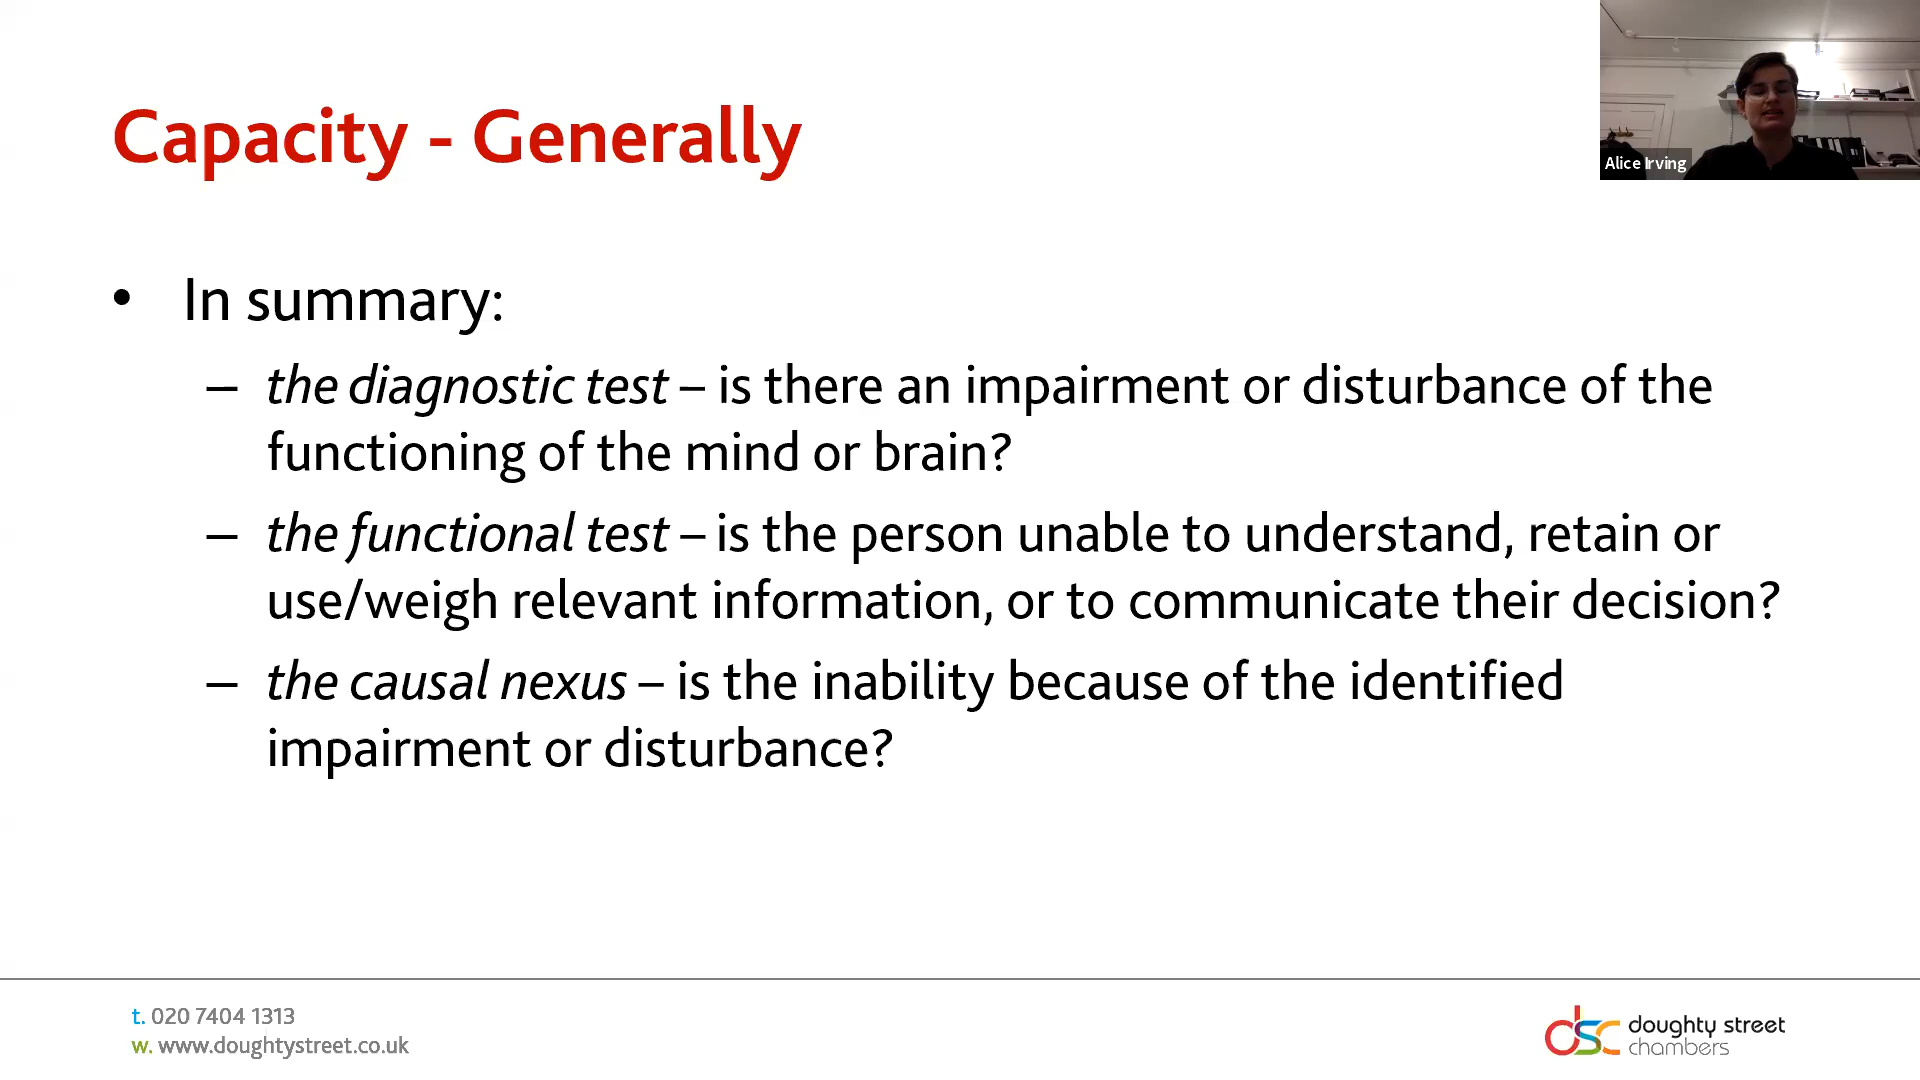 Capacity - Generally
Alice Irving
• In summary:
– the diagnostic test – is there an impairment or disturbance of the
functioning of the mind or brain?
– the functional test – is the person unable to understand, retain or
use/weigh relevant information, or to communicate their decision?
– the causal nexus – is the inability because of the identified
impairment or disturbance?
t. 020 7404 1313
w. www.doughtystreet.co.uk
dsc doughty street
chambers